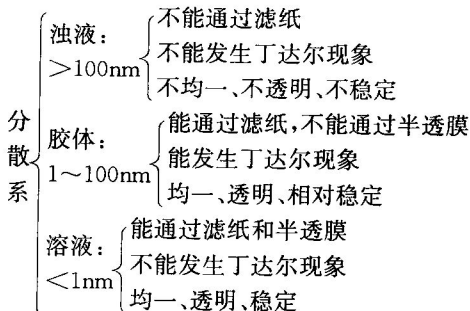 分散系
浊液：
>100nm
不能通过滤纸
不能发生丁达尔现象
不均一、不透明、不稳定
胶体：
1～100nm
能通过滤纸,不能通过半透膜
能发生丁达尔现象
均一、透明、相对稳定
溶液：
<1nm
能通过滤纸和半透膜
不能发生丁达尔现象
均一、透明、稳定